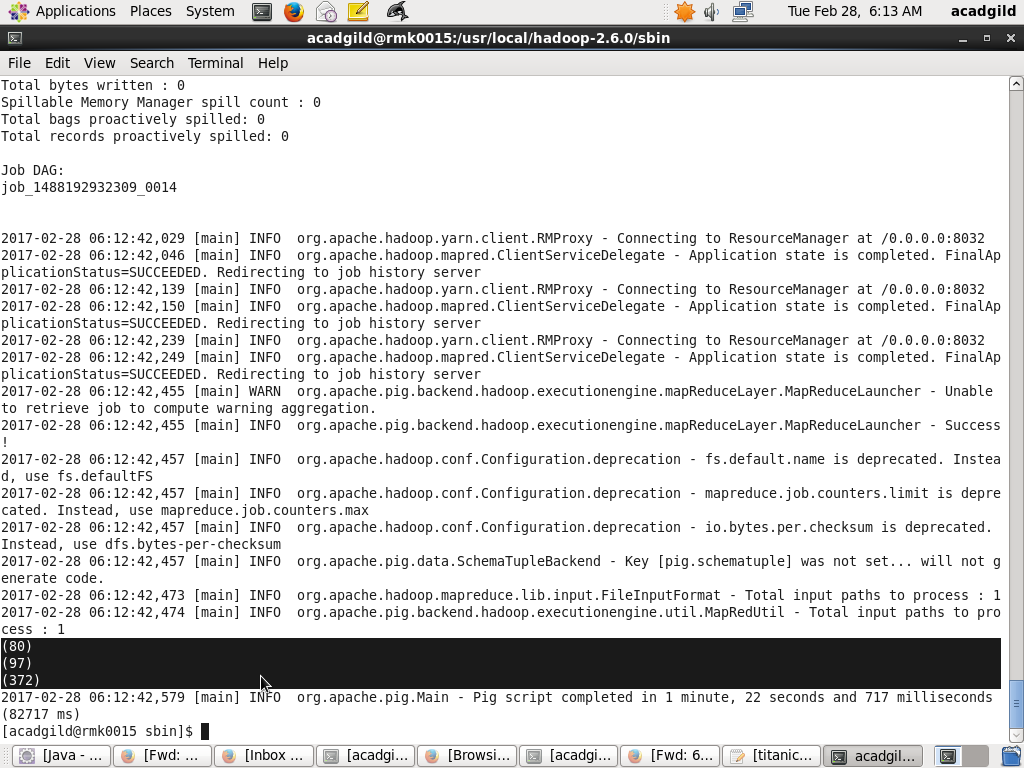 Applications Places System Tue Feb 28, 6:13 AM acadgild
acadgild@rmk0015:/usr/local/hadoop-2.6.0/sbin
File Edit View Search Terminal Help
Total bytes written : 0
Spillable Memory Manager spill count : 0
Total bags proactively spilled: 0
Total records proactively spilled: 0
Job DAG:
job_1488192932309_0014
2017-02-28 06:12:42,029 [main] INFO  org.apache.hadoop.yarn.client.RMProxy - Connecting to ResourceManager at /0.0.0.0:8032
2017-02-28 06:12:42,046 [main] INFO  org.apache.hadoop.mapred.ClientServiceDelegate - Application state is completed. FinalAp
plicationStatus=SUCCEEDED. Redirecting to job history server
2017-02-28 06:12:42,139 [main] INFO  org.apache.hadoop.yarn.client.RMProxy - Connecting to ResourceManager at /0.0.0.0:8032
2017-02-28 06:12:42,150 [main] INFO  org.apache.hadoop.mapred.ClientServiceDelegate - Application state is completed. FinalAp
plicationStatus=SUCCEEDED. Redirecting to job history server
2017-02-28 06:12:42,239 [main] INFO  org.apache.hadoop.yarn.client.RMProxy - Connecting to ResourceManager at /0.0.0.0:8032
2017-02-28 06:12:42,249 [main] INFO  org.apache.hadoop.mapred.ClientServiceDelegate - Application state is completed. FinalAp
plicationStatus=SUCCEEDED. Redirecting to job history server
2017-02-28 06:12:42,455 [main] WARN  org.apache.pig.backend.hadoop.executionengine.mapReduceLayer.MapReduceLauncher - Unable
to retrieve job to compute warning aggregation.
2017-02-28 06:12:42,455 [main] INFO  org.apache.pig.backend.hadoop.executionengine.mapReduceLayer.MapReduceLauncher - Success
!
2017-02-28 06:12:42,457 [main] INFO  org.apache.hadoop.conf.Configuration.deprecation - fs.default.name is deprecated. Instea
d, use fs.defaultFS
2017-02-28 06:12:42,457 [main] INFO  org.apache.hadoop.conf.Configuration.deprecation - mapreduce.job.counters.limit is depre
cated. Instead, use mapreduce.job.counters.max
2017-02-28 06:12:42,457 [main] INFO  org.apache.hadoop.conf.Configuration.deprecation - io.bytes.per.checksum is deprecated.
Instead, use dfs.bytes-per-checksum
2017-02-28 06:12:42,457 [main] INFO  org.apache.pig.data.SchemaTupleBackend - Key [pig.schematuple] was not set... will not g
enerate code.
2017-02-28 06:12:42,473 [main] INFO  org.apache.hadoop.mapreduce.lib.input.FileInputFormat - Total input paths to process : 1
2017-02-28 06:12:42,474 [main] INFO  org.apache.pig.backend.hadoop.executionengine.util.MapRedUtil - Total input paths to pro
cess : 1
(80)
(97)
(372)
2017-02-28 06:12:42,579 [main] INFO  org.apache.pig.Main - Pig script completed in 1 minute, 22 seconds and 717 milliseconds
(82717 ms)
[acadgild@rmk0015 sbin]$
[Java - ... [Fwd: ... [Inbox ... [acadgi... [Browsi... [acadgi... [Fwd: 6... [titanic... acadgil...